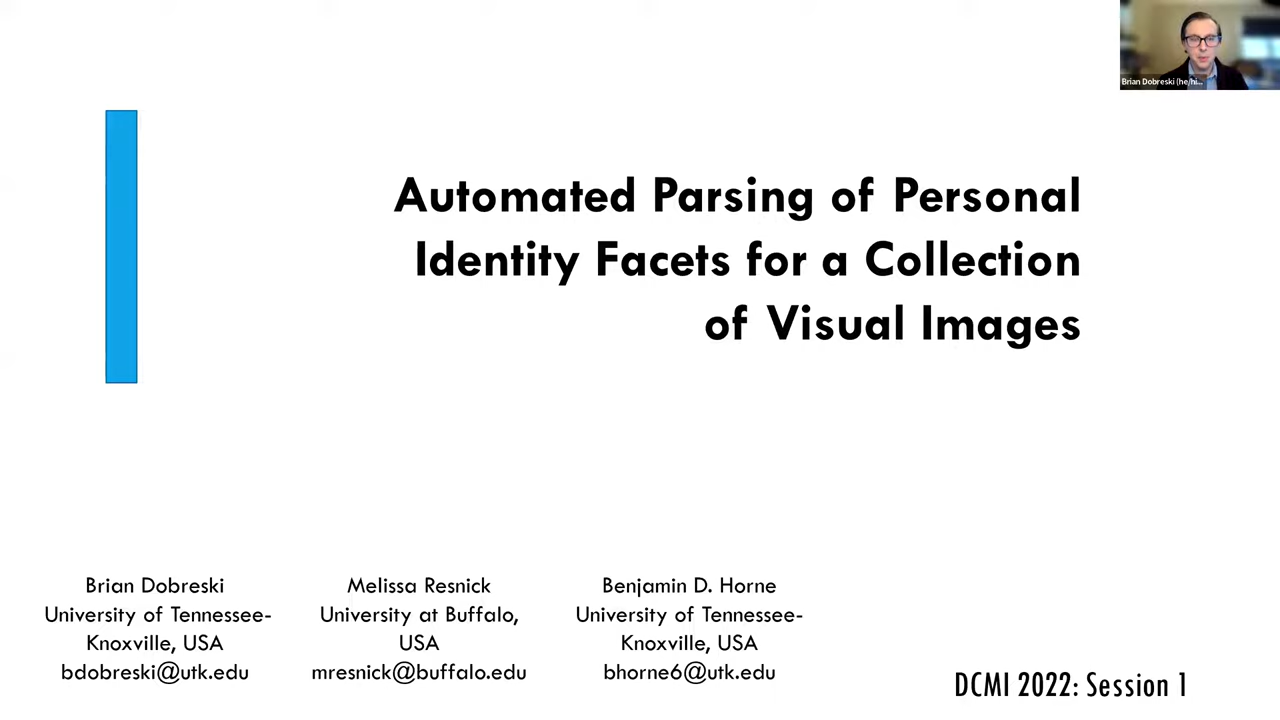 Brian Dobreski (he/hi...
Automated Parsing of Personal
Identity Facets for a Collection
of Visual Images
Brian Dobreski
University of Tennessee-
Knoxville, USA
bdobreski@utk.edu
Melissa Resnick
University at Buffalo,
USA
mresnick@buffalo.edu
Benjamin D. Horne
University of Tennessee-
Knoxville, USA
bhorne6@utk.edu
DCMI 2022: Session 1